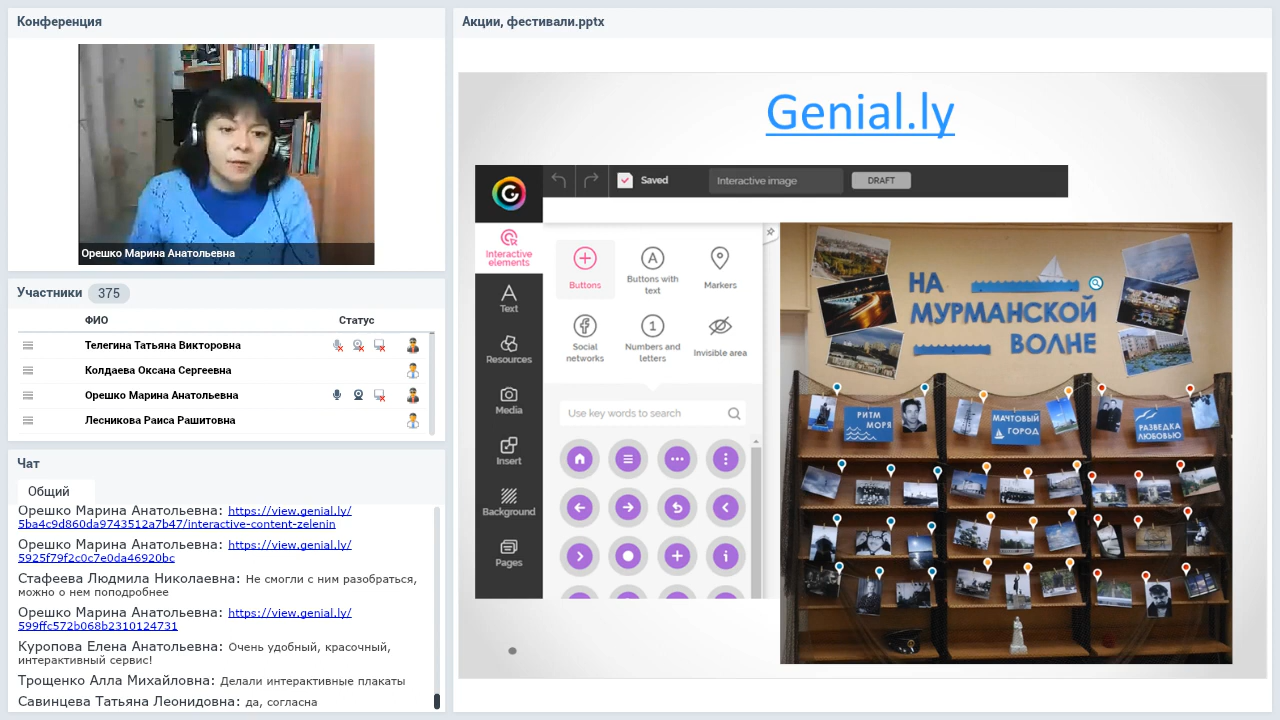 Конференция
Орешко Марина Анатольевна
Участники 375
ФИО Статус
Телегина Татьяна Викторовна
Колдаева Оксана Сергеевна
Орешко Марина Анатольевна
Лесникова Раиса Рашитовна
Чат
Общий
Орешко Марина Анатольевна: https://view.genial.ly/
5ba4c9d860da9743512a7b47/interactive-content-zelenin
Орешко Марина Анатольевна: https://view.genial.ly/
5925f79f2c0c7e0da46920bc
Стафеева Людмила Николаевна: Не смогли с ним разобраться,
можно о нем поподробнее
Орешко Марина Анатольевна: https://view.genial.ly/
599ffc572b068b2310124731
Куропова Елена Анатольевна: Очень удобный, красочный,
интерактивный сервис!
Трощенко Алла Михайловна: Делали интерактивные плакаты
Савинцева Татьяна Леонидовна: да, согласна
Акции, фестивали.pptx
Genial.ly
Saved
Interactive image
DRAFT
Interactive
elements
Text
Resources
Media
Insert
Background
Pages
Buttons
Buttons with
text
Markers
Social
networks
Numbers and
letters
Invisible area
Use key words to search
НА
МУРМАНСКОЙ
ВОЛНЕ
РИТМ
МОРЯ
МАЧТОВЫЙ
ГОРОД
РАЗВЕДКА
ЛЮБОВЬЮ